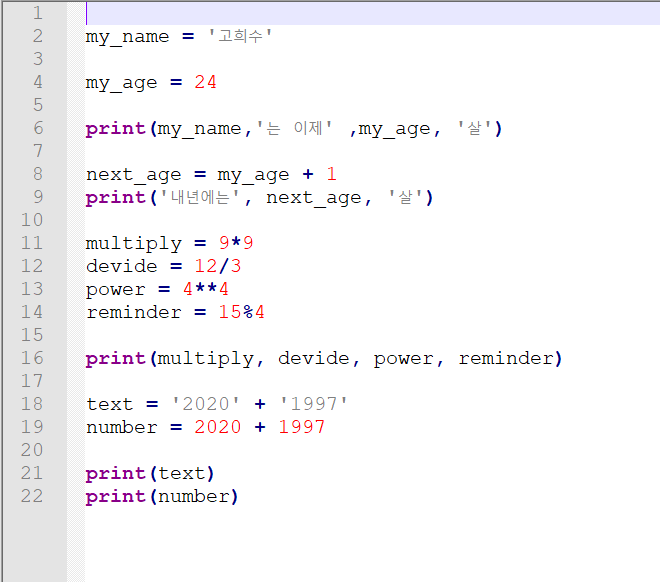 1
2 my_name = '고희수'
3
4 my_age = 24
5
6 print(my_name,'는 이제' ,my_age, '살')
7
8 next_age = my_age + 1
9 print('내년에는', next_age, '살')
10
11 multiply = 9*9
12 devide = 12/3
13 power = 4**4
14 reminder = 15%4
15
16 print(multiply, devide, power, reminder)
17
18 text = '2020' + '1997'
19 number = 2020 + 1997
20
21 print(text)
22 print(number)